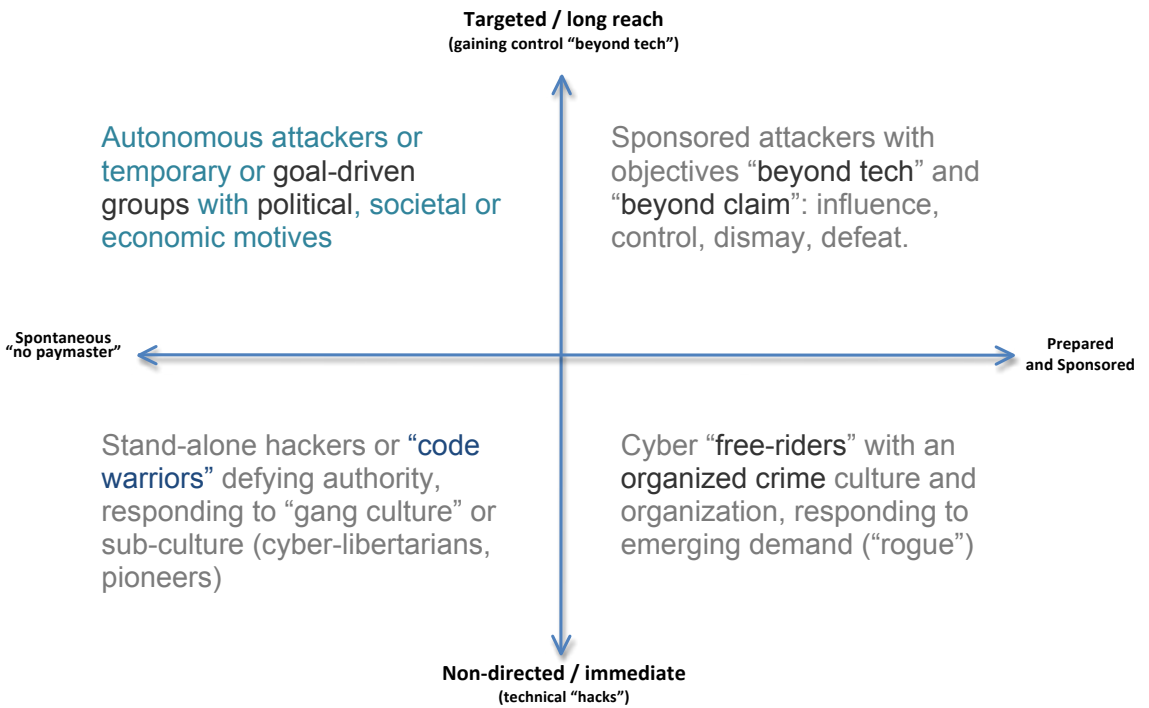 Targeted / long reach
(gaining control “beyond tech”)
Autonomous attackers or
temporary or goal-driven
groups with political, societal or
economic motives
Sponsored attackers with
objectives “beyond tech” and
“beyond claim”: influence,
control, dismay, defeat.
Spontaneous
“no paymaster”
Prepared
and Sponsored
Stand-alone hackers or “code
warriors” defying authority,
responding to “gang culture” or
sub-culture (cyber-libertarians,
pioneers)
Cyber “free-riders” with an
organized crime culture and
organization, responding to
emerging demand (“rogue”)
Non-directed / immediate
(technical “hacks”)